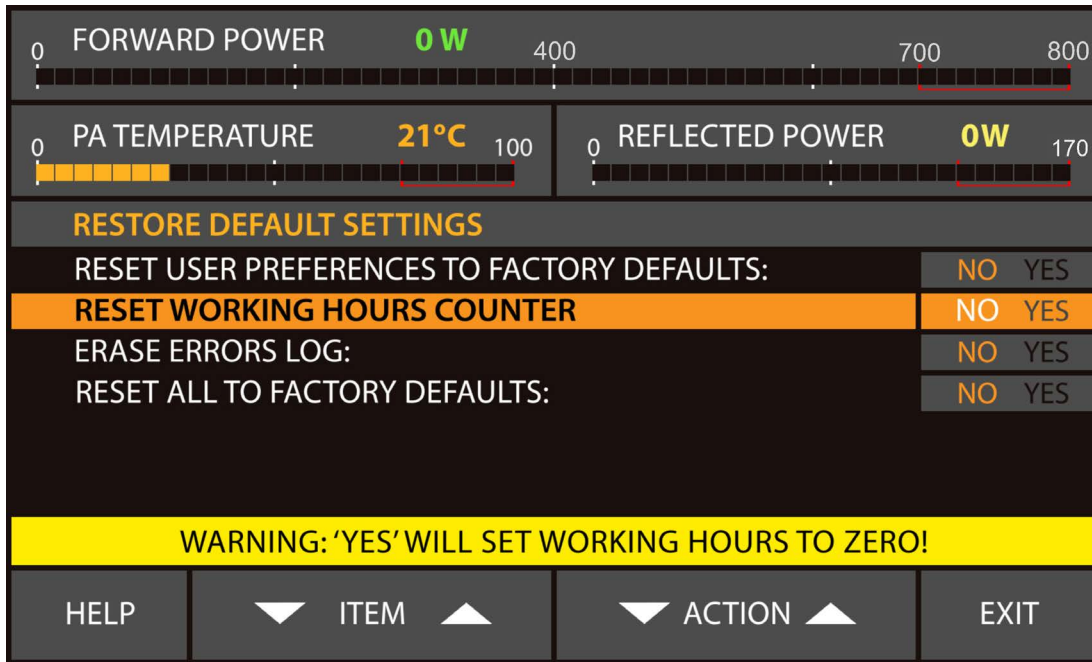 0 FORWARD POWER 0 W 400 700 800
0 PA TEMPERATURE 21°C 100
0 REFLECTED POWER 0W 170
RESTORE DEFAULT SETTINGS
RESET USER PREFERENCES TO FACTORY DEFAULTS: NO YES
RESET WORKING HOURS COUNTER NO YES
ERASE ERRORS LOG: NO YES
RESET ALL TO FACTORY DEFAULTS: NO YES
WARNING: ‘YES’ WILL SET WORKING HOURS TO ZERO!
HELP ITEM ACTION EXIT